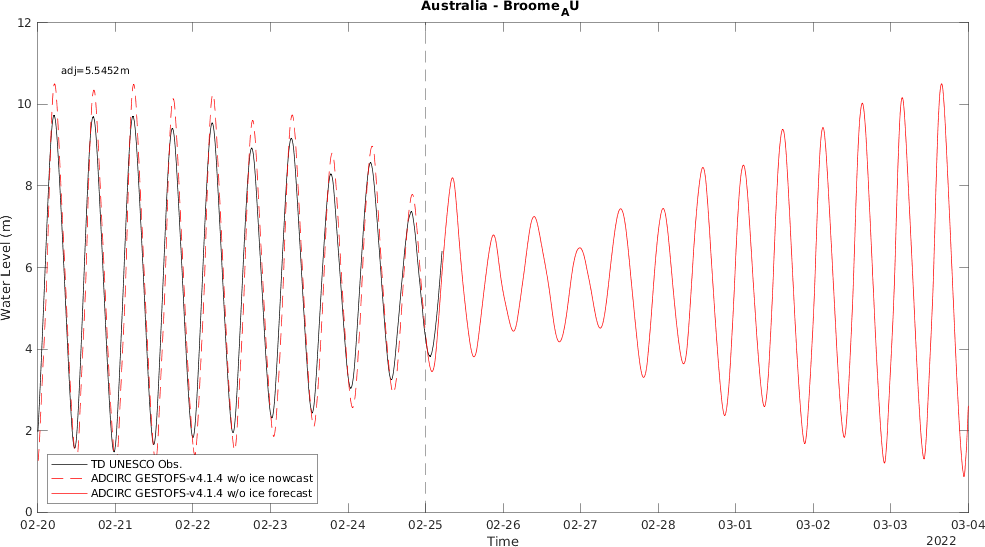 Australia - Broome_AU
12
adj=5.5452m
10
8
6
4
2
0
Water Level (m)
TD UNESCO Obs.
ADCIRC GESTOFS-v4.1.4 w/o ice nowcast
ADCIRC GESTOFS-v4.1.4 w/o ice forecast
02-20 02-21 02-22 02-23 02-24 02-25 02-26 02-27 02-28 03-01 03-02 03-03 03-04
Time
2022